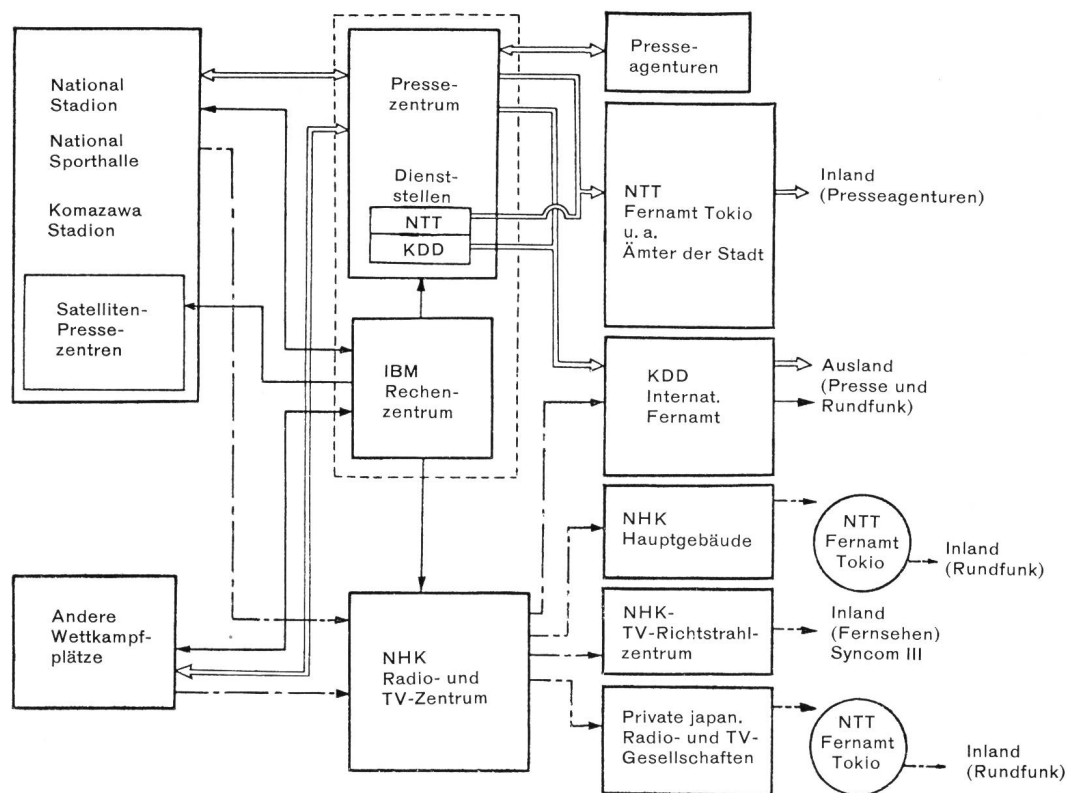 National
Stadion
National
Sporthalle
Komazawa
Stadion
Satelliten-
Presse-
zentren
Andere
Wettkampf-
plätze
Presse-
zentrum
Dienst-
stellen
NTT
KDD
IBM
Rechen-
zentrum
NHK
Radio- und
TV-Zentrum
Presse-
agenturen
NTT
Fernamt Tokio
u. a.
Ämter der Stadt
Inland
(Presseagenturen)
KDD
Internat.
Fernamt
Ausland
(Presse und
Rundfunk)
NHK
Hauptgebäude
NTT
Fernamt
Tokio
Inland
(Rundfunk)
NHK-
TV-Richtstrahl-
zentrum
Inland
(Fernsehen)
Syncom III
Private japan.
Radio- und TV-
Gesellschaften
NTT
Fernamt
Tokio
Inland
(Rundfunk)